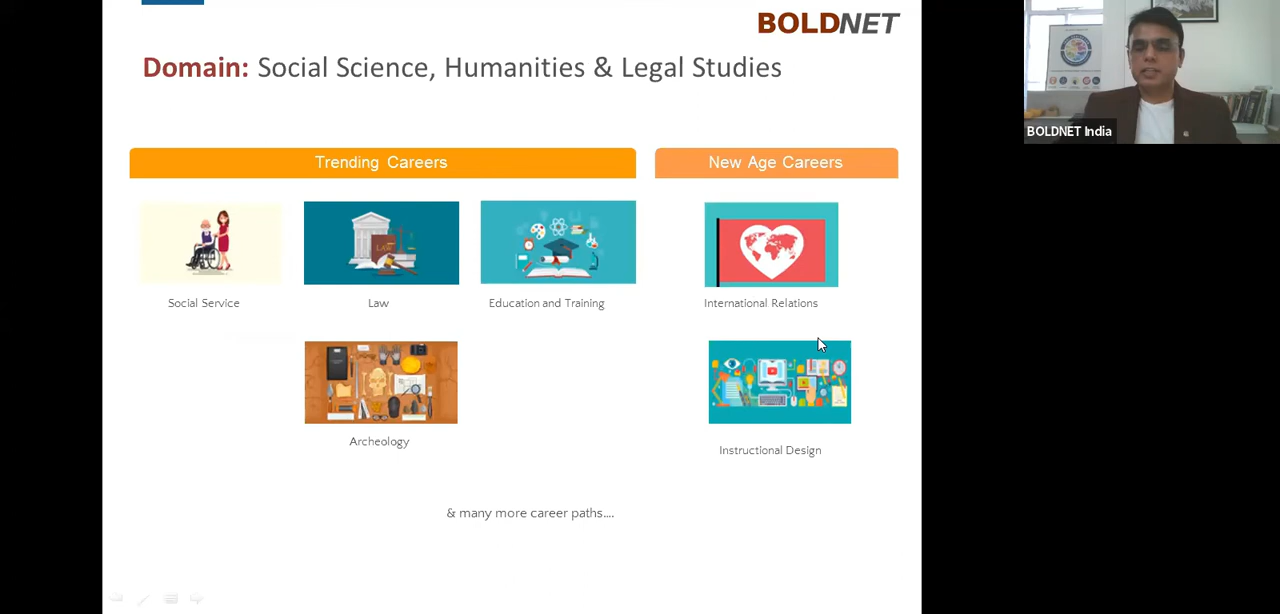 BOLDNET
Domain: Social Science, Humanities & Legal Studies
BOLDNET India
Trending Careers
New Age Careers
LAW
Social Service
Law
Education and Training
International Relations
Archeology
Instructional Design
& many more career paths....